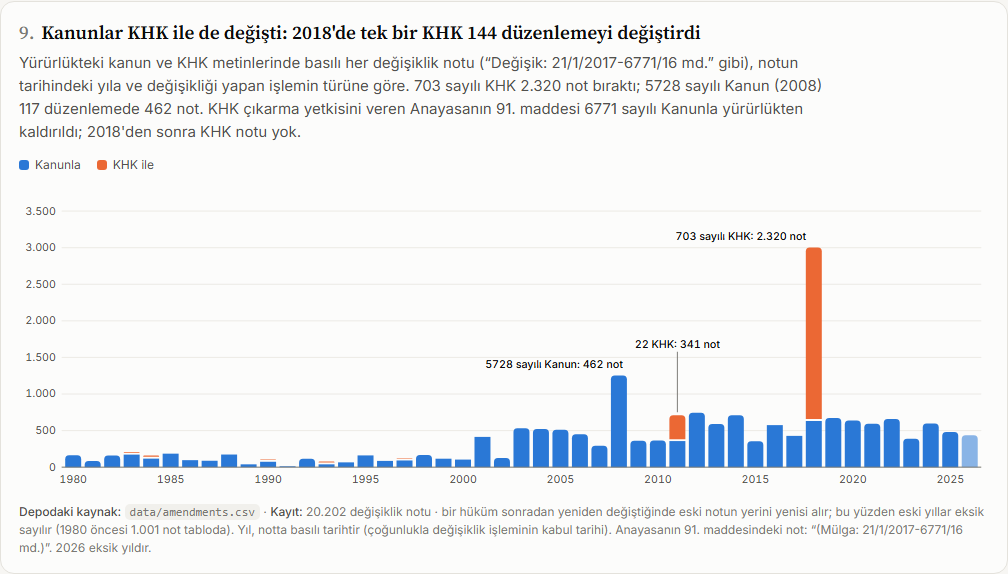 9. Kanunlar KHK ile de değişti: 2018'de tek bir KHK 144 düzenlemeyi değiştirdi
Yürürlükteki kanun ve KHK metinlerinde basılı her değişiklik notu (“Değişik: 21/1/2017-6771/16 md.” gibi), notun
tarihindeki yıla ve değişikliği yapan işlemin türüne göre. 703 sayılı KHK 2.320 not bıraktı; 5728 sayılı Kanun (2008)
117 düzenlemede 462 not. KHK çıkarma yetkisini veren Anayasanın 91. maddesi 6771 sayılı Kanunla yürürlükten
kaldırıldı; 2018'den sonra KHK notu yok.
Kanunla KHK ile
3.500
703 sayılı KHK: 2.320 not
3.000
2.500
2.000
22 KHK: 341 not
1.500
5728 sayılı Kanun: 462 not
1.000
500
0
1980 1985 1990 1995 2000 2005 2010 2015 2020 2025
Depodaki kaynak: data/amendments.csv · Kayıt: 20.202 değişiklik notu · bir hüküm sonradan yeniden değiştiğinde eski notun yerini yenisi alır; bu yüzden eski yıllar eksik
sayılır (1980 öncesi 1.001 not tabloda). Yıl, notta basılı tarihtir (çoğunlukla değişiklik işleminin kabul tarihi). Anayasanın 91. maddesindeki not: “(Mülga: 21/1/2017-6771/16
md.)”. 2026 eksik yıldır.